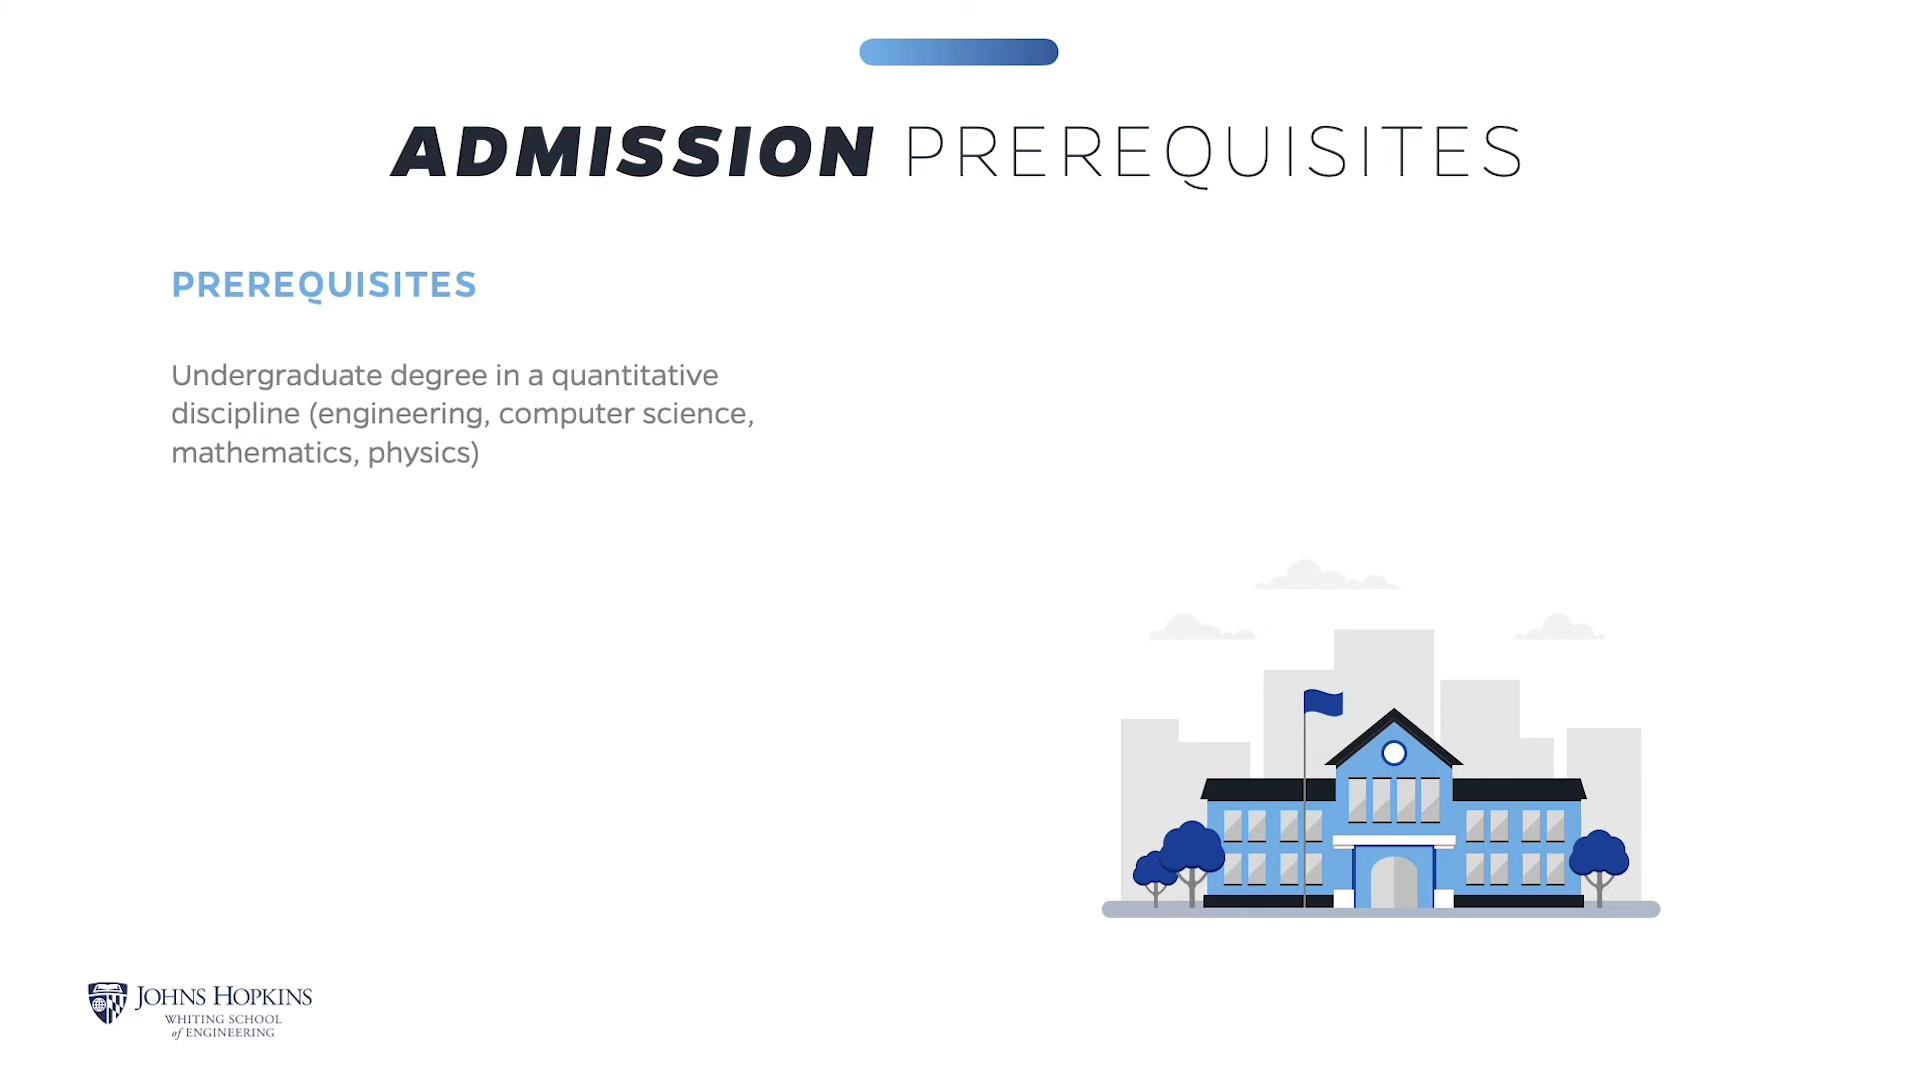 ADMISSION PREREQUISITES
PREREQUISITES
Undergraduate degree in a quantitative
discipline (engineering, computer science,
mathematics, physics)
JOHNS HOPKINS
WHITING SCHOOL
of ENGINEERING